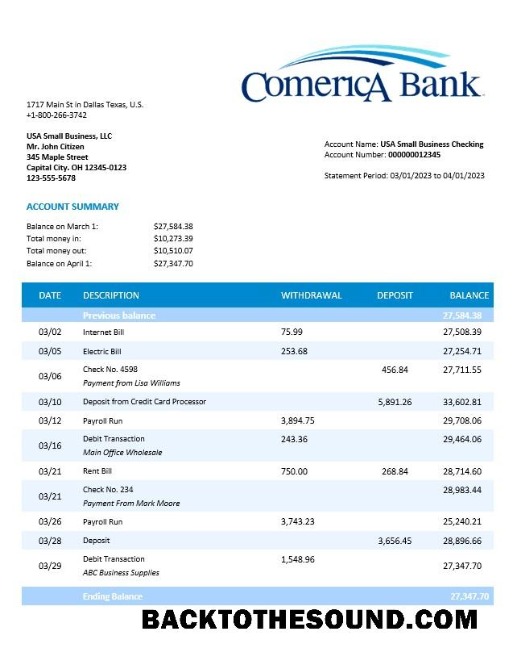 ComericA Bank
1717 Main St in Dallas Texas, U.S.
+1-800-266-3742
USA Small Business, LLC
Mr. John Citizen
345 Maple Street
Capital City. OH 12345-0123
123-555-5678
Account Name: USA Small Business Checking
Account Number: 000000012345
Statement Period: 03/01/2023 to 04/01/2023
ACCOUNT SUMMARY
Balance on March 1: $27,584.38
Total money in: $10,273.39
Total money out: $10,510.07
Balance on April 1: $27,347.70
DATE DESCRIPTION WITHDRAWAL DEPOSIT BALANCE
Previous balance 27,584.38
03/02 Internet Bill 75.99 27,508.39
03/05 Electric Bill 253.68 27,254.71
03/06 Check No. 4598 456.84 27,711.55
Payment from Lisa Williams
03/10 Deposit from Credit Card Processor 5,891.26 33,602.81
03/12 Payroll Run 3,894.75 29,708.06
03/16 Debit Transaction 243.36 29,464.06
Main Office Wholesale
03/21 Rent Bill 750.00 268.84 28,714.60
03/21 Check No. 234 28,983.44
Payment From Mark Moore
03/26 Payroll Run 3,743.23 25,240.21
03/28 Deposit 3,656.45 28,896.66
03/29 Debit Transaction 1,548.96 27,347.70
ABC Business Supplies
Ending Balance 27,347.70
BACKTOTHESOUND.COM